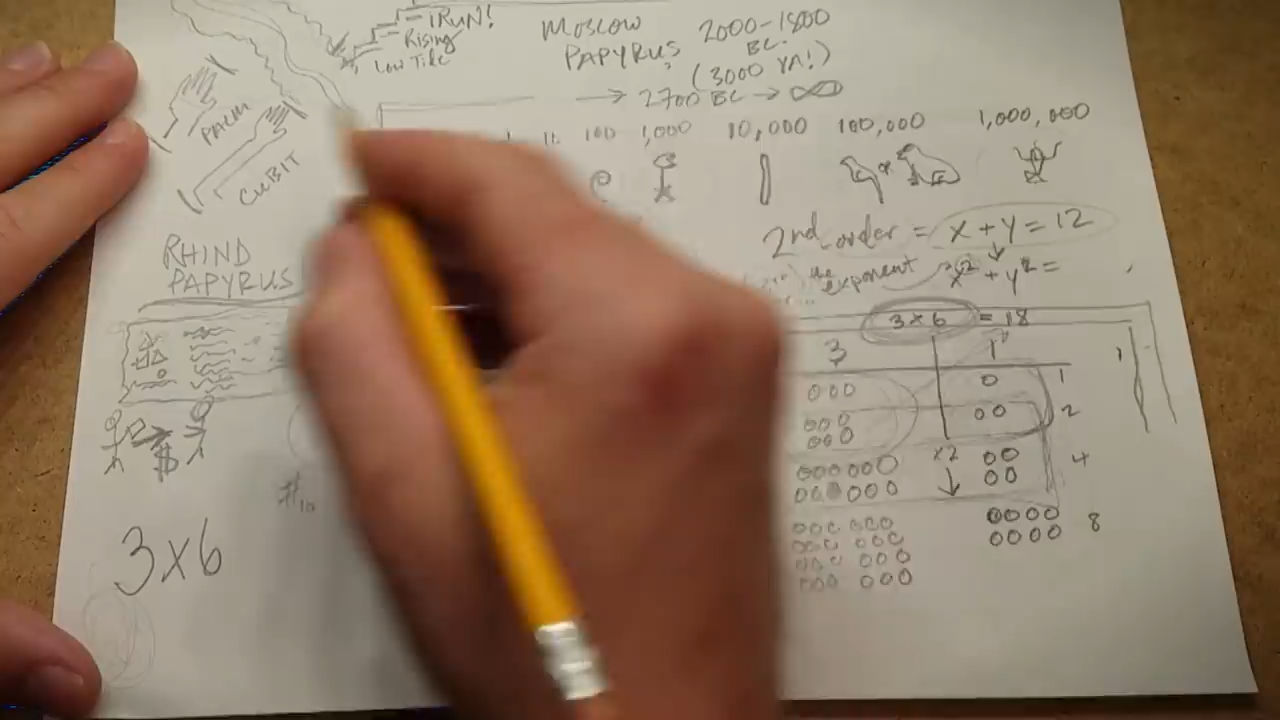 RUN!
Rising
Low Tide
MOSCOW
PAPYRUS
2000-1800
BC.
(3000 YA!)
→ 2700 BC → ∞
PALM
CUBIT
10 100 1,000 10,000 100,000 1,000,000
or
RHIND
PAPYRUS
2nd order = x + y = 12
the exponent → x² + y² =
3×6 = 18
3 1
1
2
×2 4
8
$
3×6